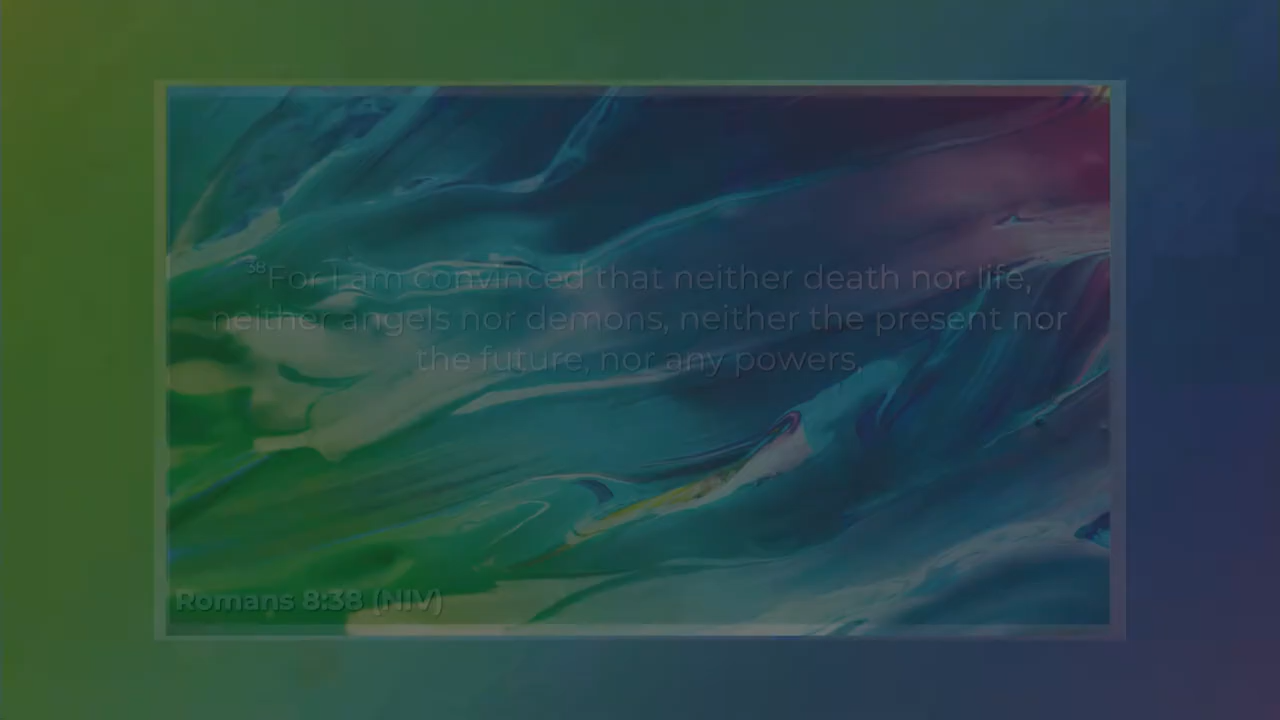 ³⁸For I am convinced that neither death nor life,
neither angels nor demons, neither the present nor
the future, nor any powers,
Romans 8:38 (NIV)